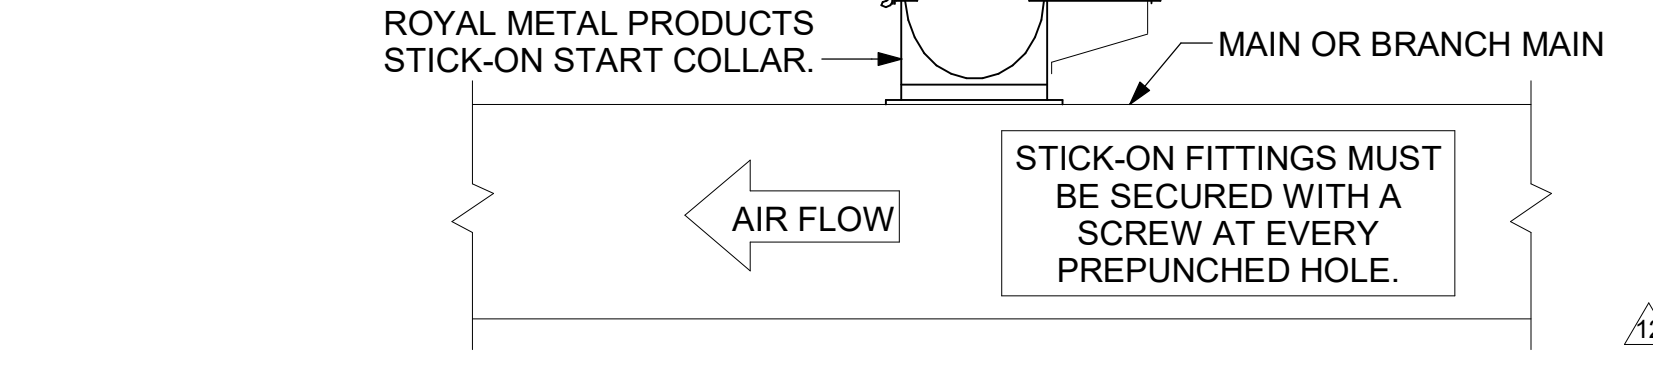 ROYAL METAL PRODUCTS
STICK-ON START COLLAR.
MAIN OR BRANCH MAIN
STICK-ON FITTINGS MUST
BE SECURED WITH A
SCREW AT EVERY
PREPUNCHED HOLE.
AIR FLOW